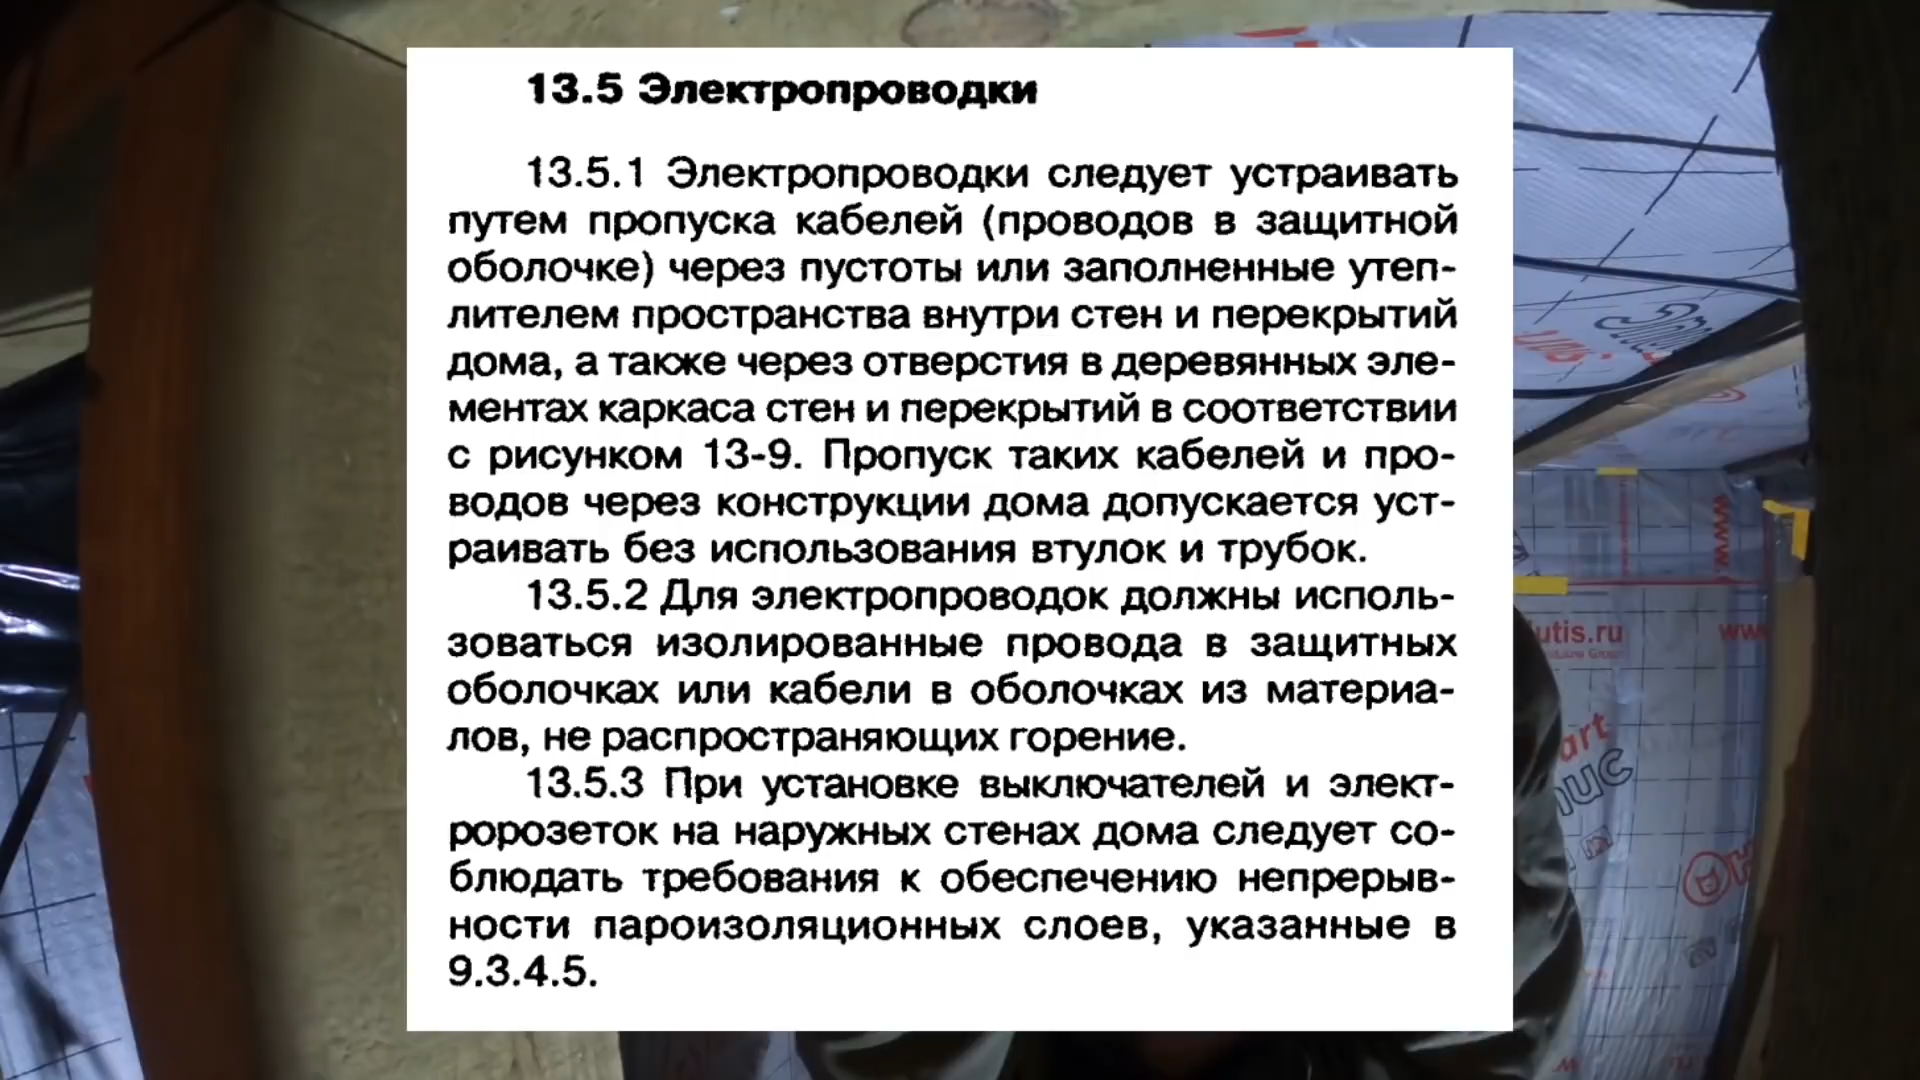 13.5 Электропроводки
13.5.1 Электропроводки следует устраивать
путем пропуска кабелей (проводов в защитной
оболочке) через пустоты или заполненные утеп-
лителем пространства внутри стен и перекрытий
дома, а также через отверстия в деревянных эле-
ментах каркаса стен и перекрытий в соответствии
с рисунком 13-9. Пропуск таких кабелей и про-
водов через конструкции дома допускается уст-
раивать без использования втулок и трубок.
13.5.2 Для электропроводок должны исполь-
зоваться изолированные провода в защитных
оболочках или кабели в оболочках из материа-
лов, не распространяющих горение.
13.5.3 При установке выключателей и элект-
ророзеток на наружных стенах дома следует со-
блюдать требования к обеспечению непрерыв-
ности пароизоляционных слоев, указанные в
9.3.4.5.
utis.ru
www
art